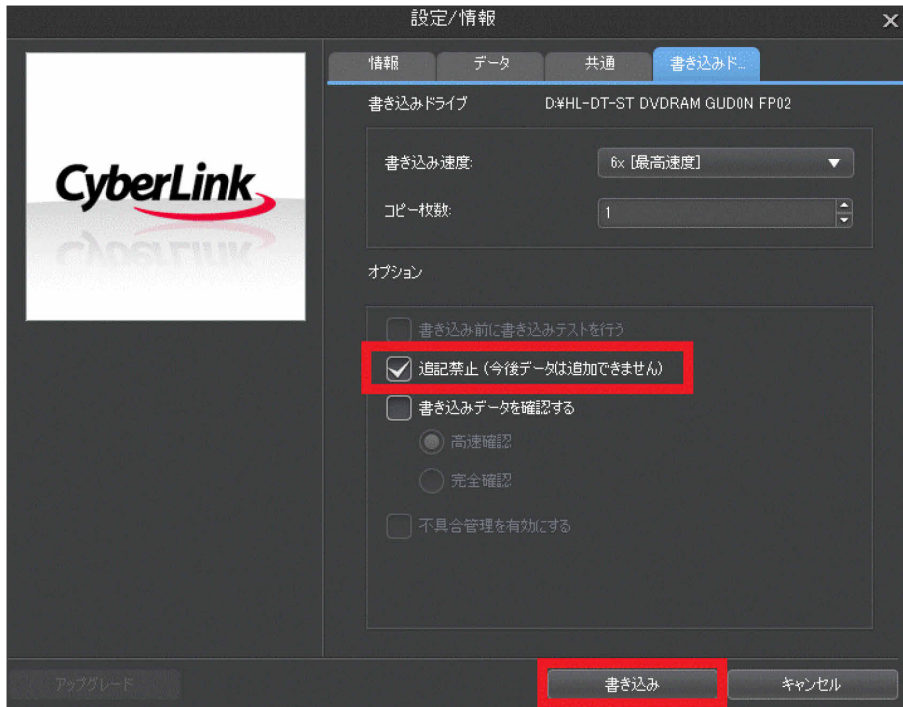 設定/情報
情報 データ 共通 書き込みド...
書き込みドライブ D:¥HL-DT-ST DVDRAM GUD0N FP02
書き込み速度: 6x [最高速度]
コピー枚数: 1
CyberLink
オプション
書き込み前に書き込みテストを行う
追記禁止 (今後データは追加できません)
書き込みデータを確認する
高速確認
完全確認
不具合管理を有効にする
アップグレード 書き込み キャンセル